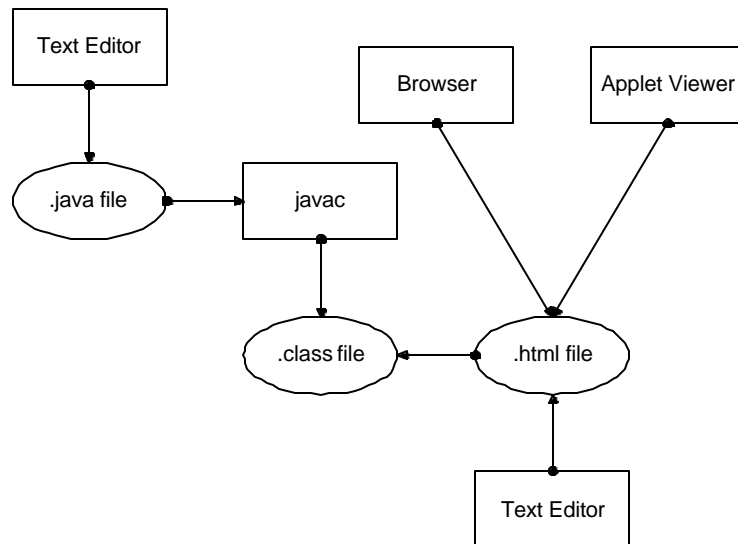 Text Editor
Browser
Applet Viewer
.java file
javac
.class file
.html file
Text Editor